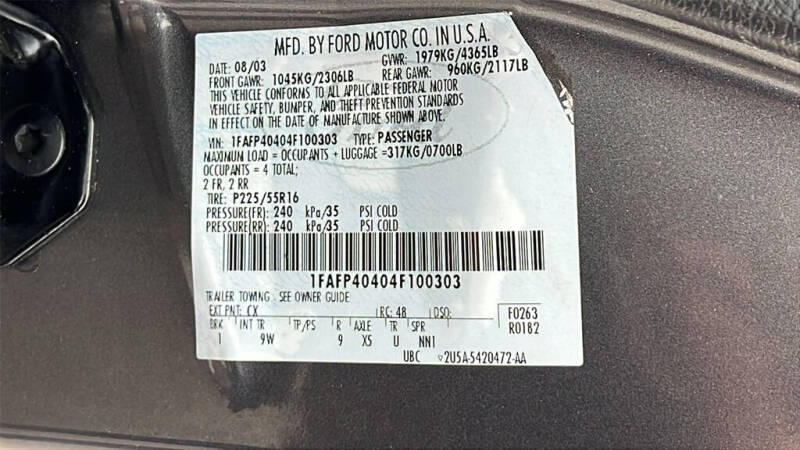 MFD. BY FORD MOTOR CO. IN U.S.A.
DATE: 08/03 GVWR: 1979KG/4365LB
FRONT GAWR: 1045KG/2306LB REAR GAWR: 960KG/2117LB
THIS VEHICLE CONFORMS TO ALL APPLICABLE FEDERAL MOTOR
VEHICLE SAFETY, BUMPER, AND THEFT PREVENTION STANDARDS
IN EFFECT ON THE DATE OF MANUFACTURE SHOWN ABOVE.
VIN: 1FAFP40404F100303 TYPE: PASSENGER
MAXIMUM LOAD = OCCUPANTS + LUGGAGE =317KG/0700LB
OCCUPANTS = 4 TOTAL;
2 FR, 2 RR
TIRE: P225/55R16
PRESSURE(FR): 240 kPa/35 PSI COLD
PRESSURE(RR): 240 kPa/35 PSI COLD
1FAFP40404F100303
TRAILER TOWING - SEE OWNER GUIDE
EXT PNT: CX RC: 48 DSO: F0263
BRK INT TR TP/PS R AXLE TR SPR R0182
1 9W 9 X5 U NN1
UBC 2U5A-5420472-AA